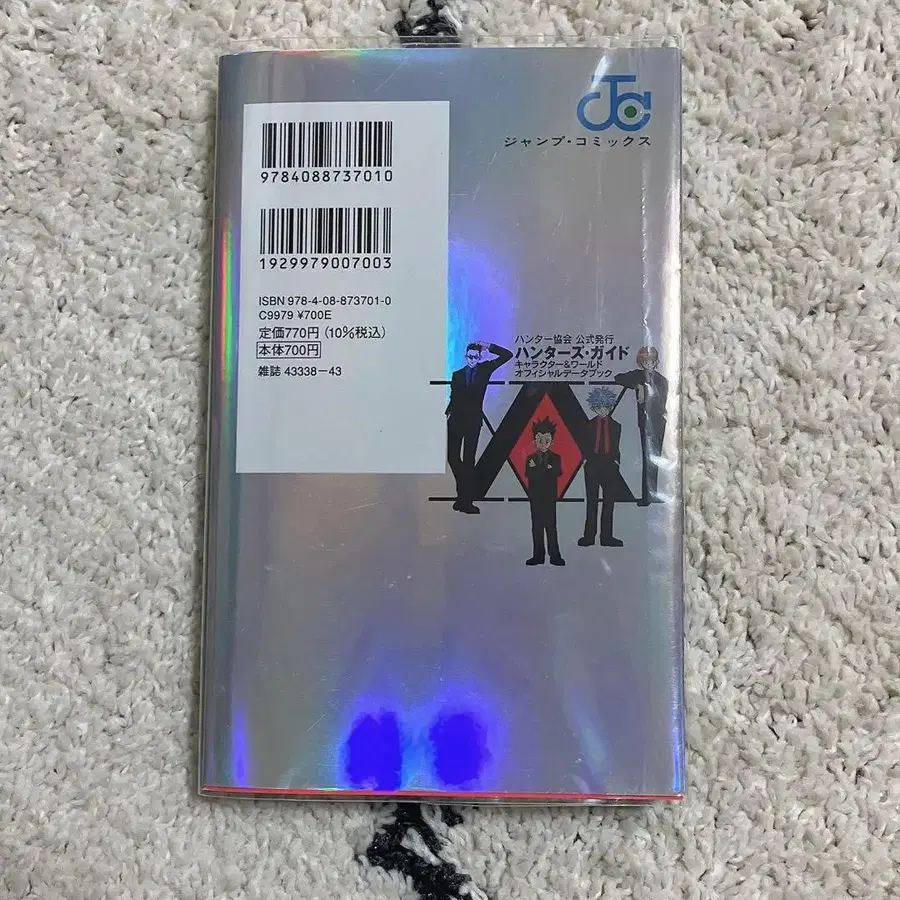 JC
ジャンプ・コミックス
9784088737010
1929979007003
ISBN 978-4-08-873701-0
C9979 ¥700E
定価770円(10%税込)
本体700円
雑誌 43338-43
ハンター協会 公式発行
ハンターズ・ガイド
キャラクター&ワールド
オフィシャルデータブック